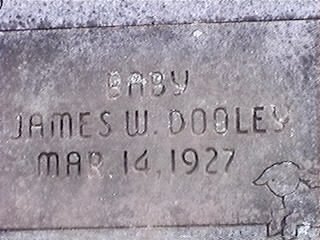 BABY
JAMES W. DOOLEY
MAR. 14, 1927